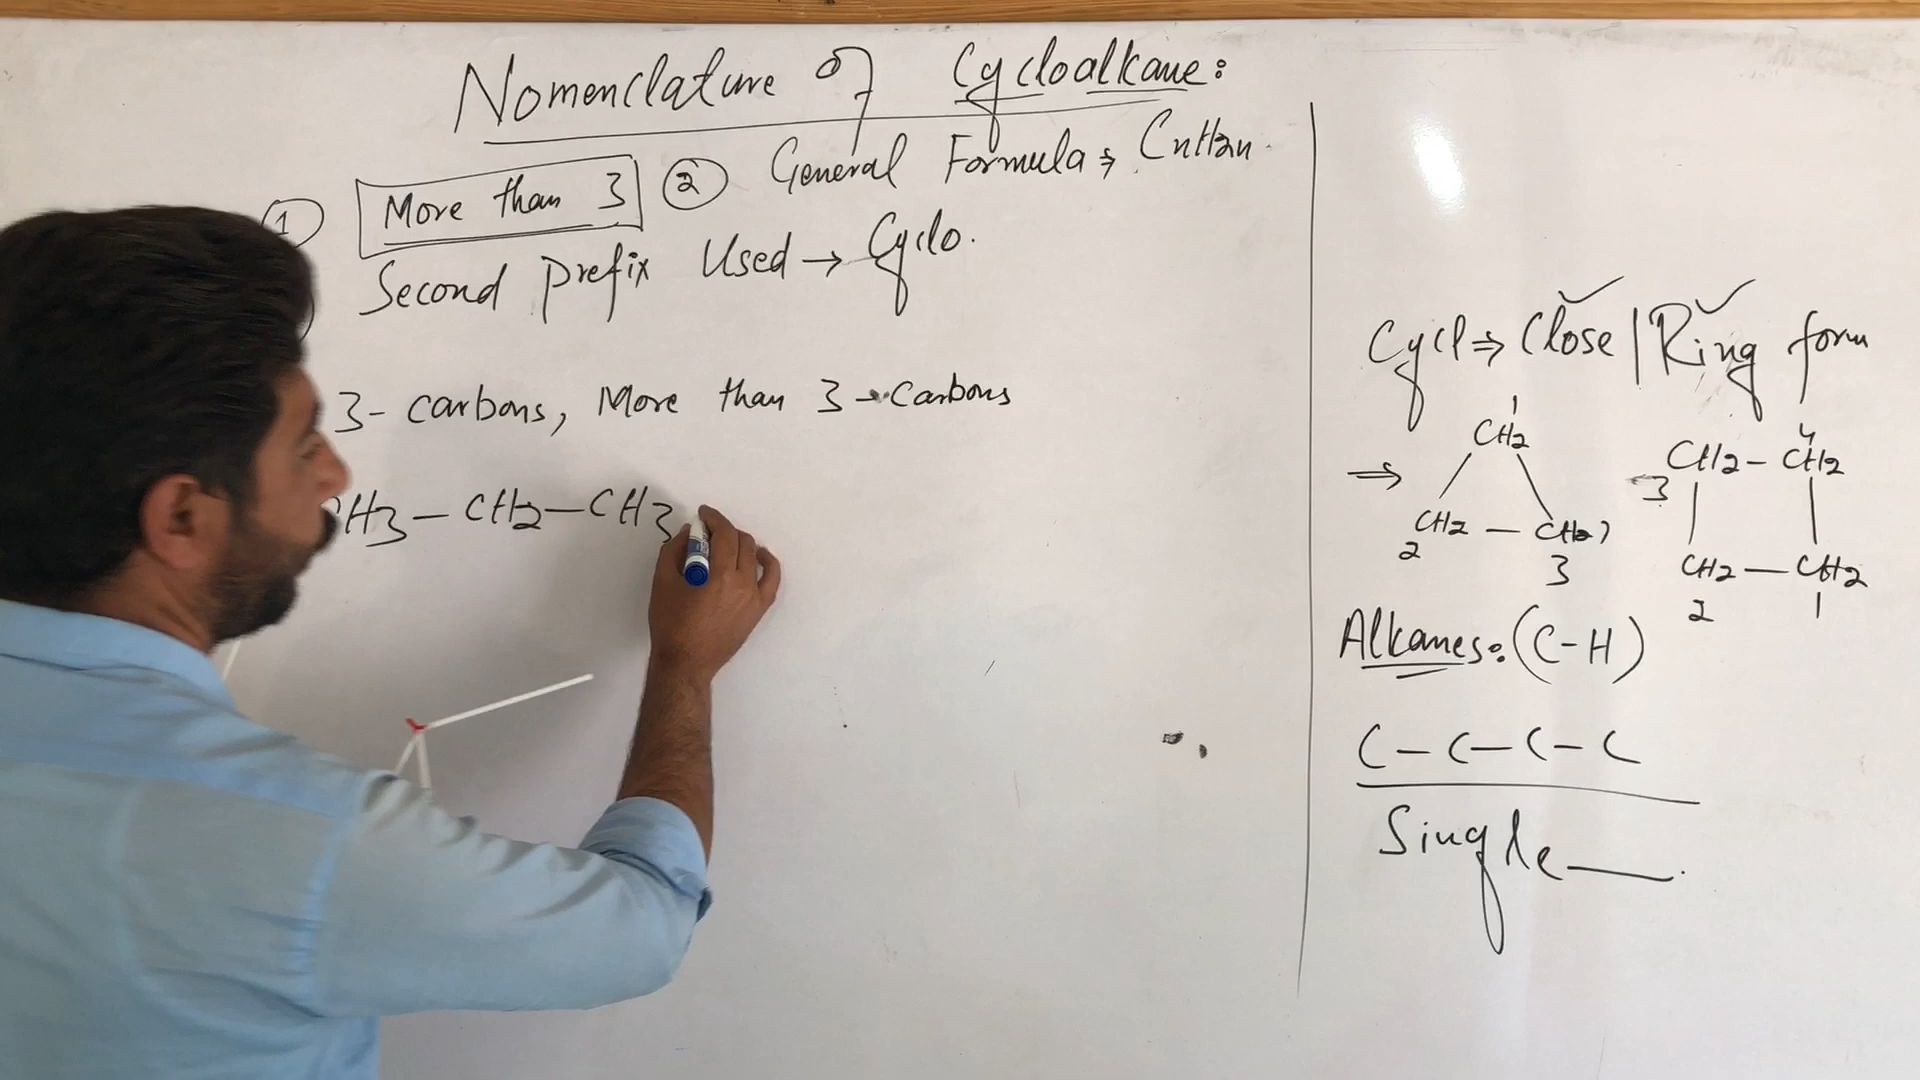 Nomenclature of Cycloalkane:
① More than 3 ② General Formula ⇒ CnH2n.
Second prefix Used → Cyclo.
3- carbons, More than 3 - Carbons
CH3 — CH2 — CH3
Cycl ⇒ Close | Ring form
⇒ 1 CH2
CH2 — CH2,
2 3
4
3 CH2 — CH2
CH2 — CH2
2 1
Alkanes: (C-H)
C — C — C — C
Single —.